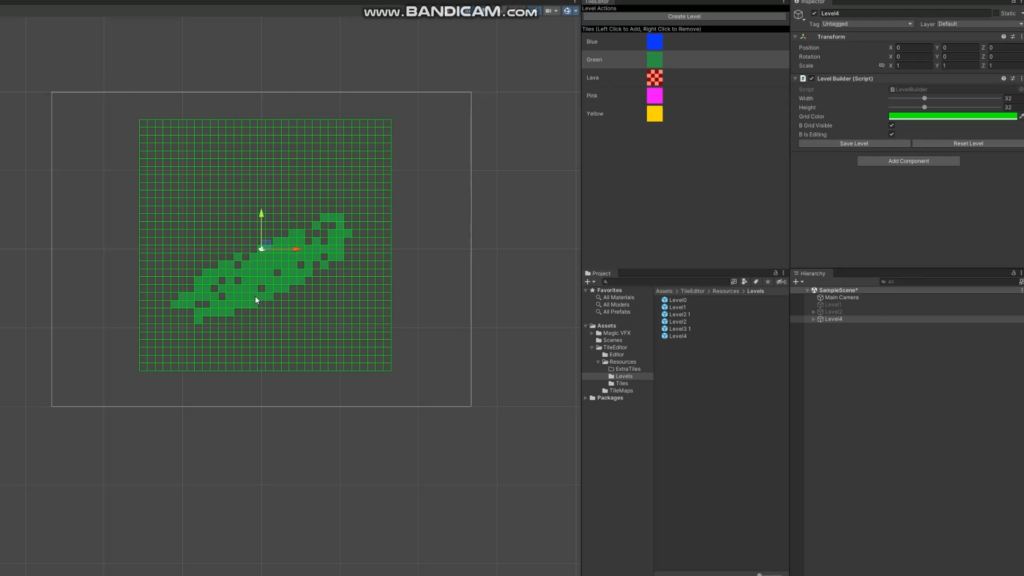 www.BANDICAM.com
TileEditor
Level Actions
Create Level
Tiles (Left Click to Add, Right Click to Remove)
Blue
Green
Lava
Pink
Yellow
Inspector
Level4
Static
Tag Untagged
Layer Default
Transform
Position X 0 Y 0 Z 0
Rotation X 0 Y 0 Z 0
Scale X 1 Y 1 Z 1
Level Builder (Script)
Script LevelBuilder
Width 32
Height 32
Grid Color
B Grid Visible
B Is Editing
Save Level
Reset Level
Add Component
Project
Favorites
All Materials
All Models
All Prefabs
Assets
Magic VFX
Scenes
TileEditor
Editor
Resources
ExtraTiles
Levels
Tiles
TileMaps
Packages
Assets > TileEditor > Resources > Levels
Level0
Level1
Level2 1
Level2
Level3 1
Level4
Hierarchy
All
SampleScene*
Main Camera
Level1
Level2
Level4